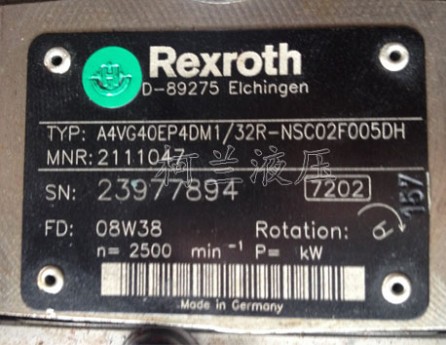 Rexroth
D-89275 Elchingen
TYP: A4VG40EP4DM1/32R-NSC02F005DH
MNR: 2111047
柯兰液压
SN: 23977894 7202
157
FD: 08W38 Rotation:
n= 2500 min -1 P= kW
Made in Germany